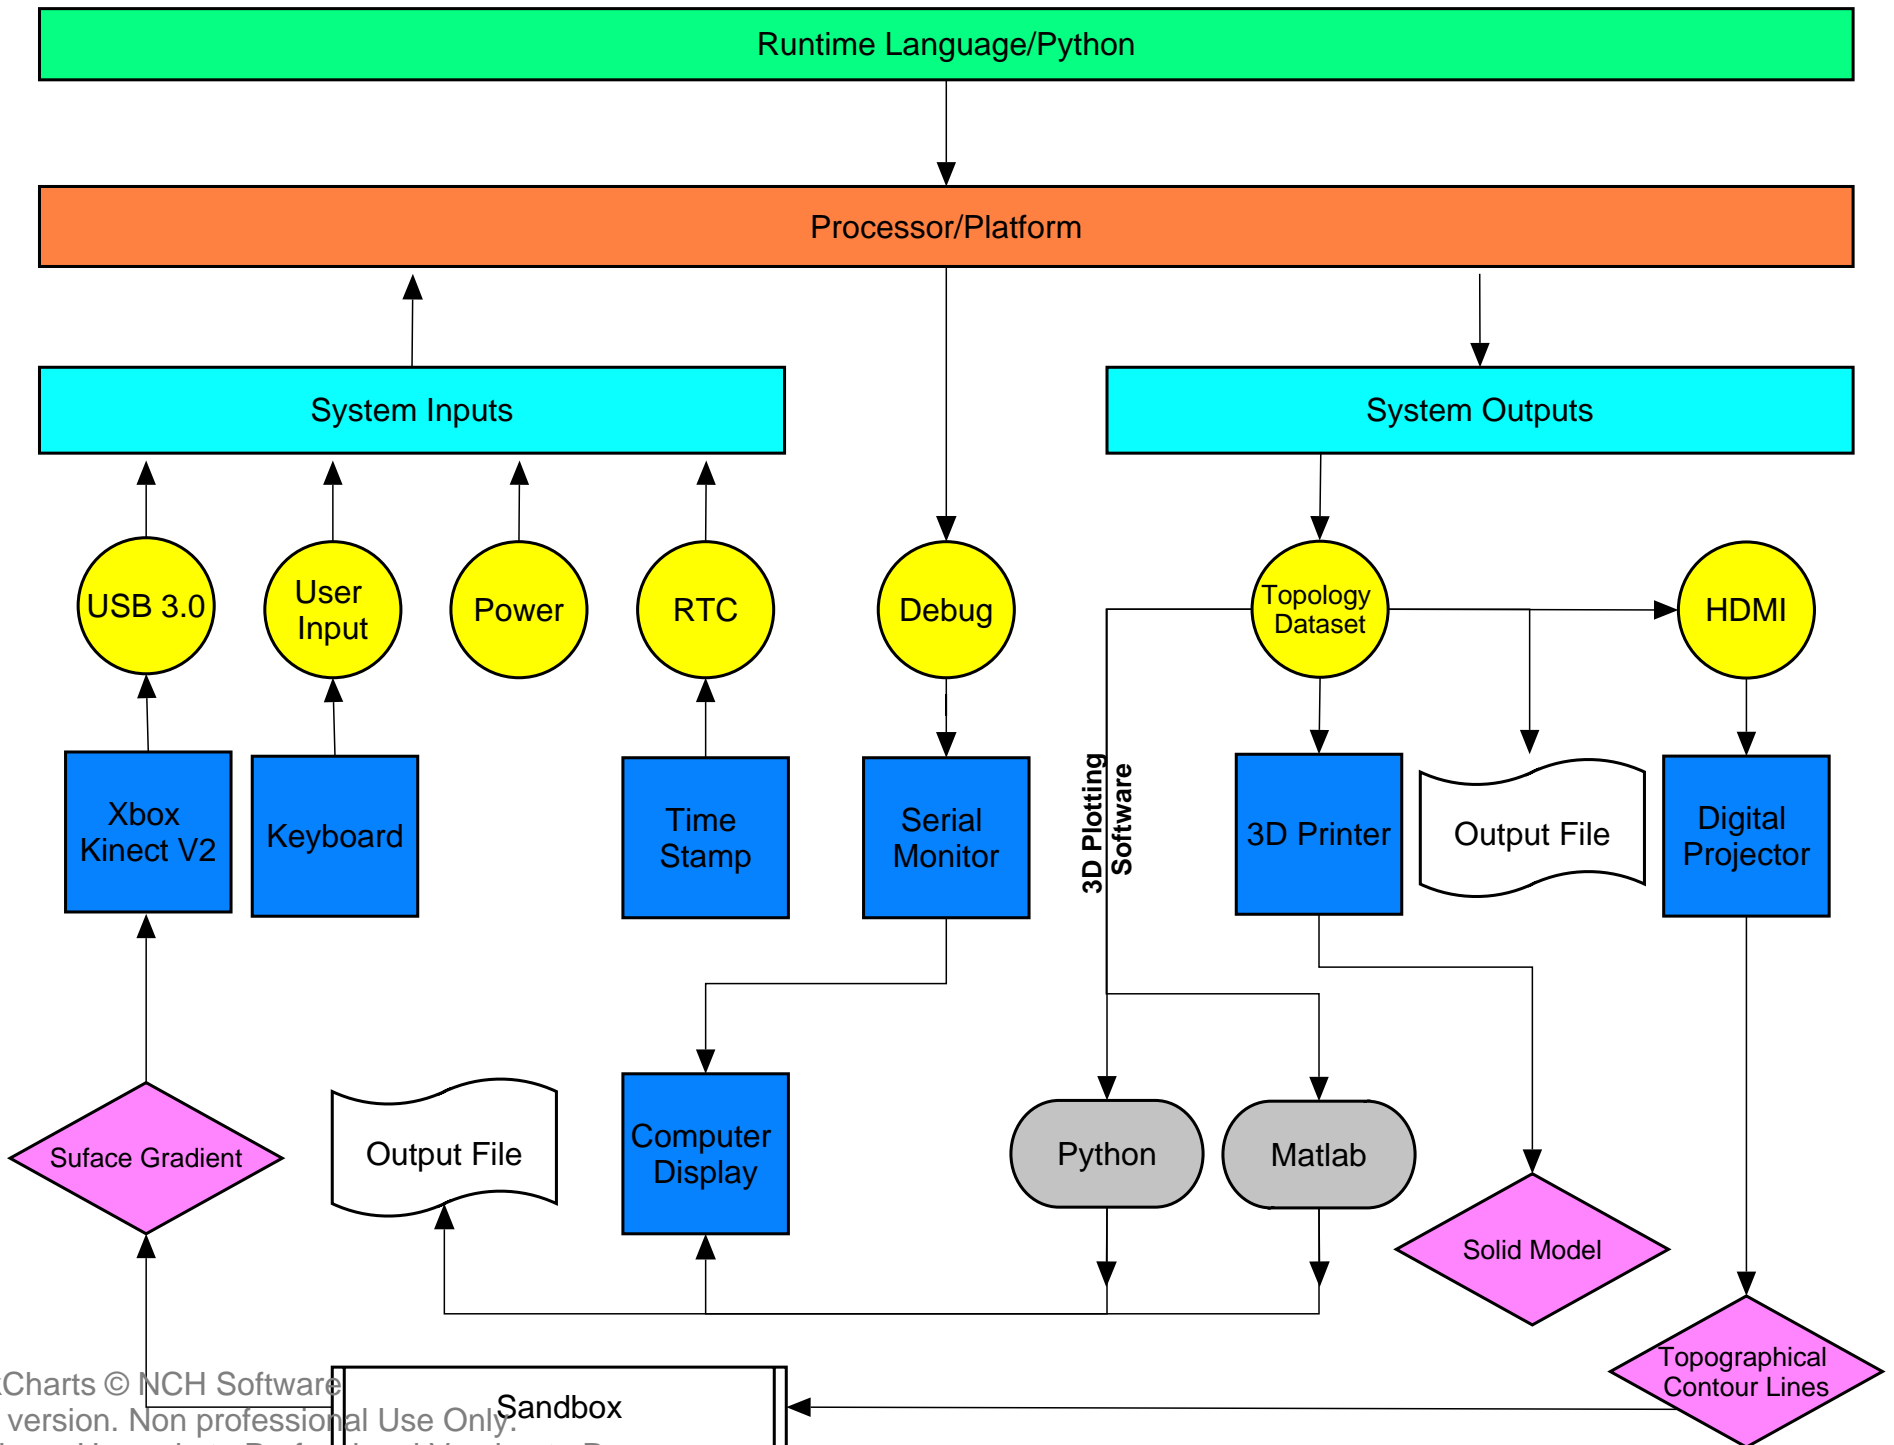 Runtime Language/Python
Processor/Platform
System Inputs
System Outputs
USB 3.0
User
Input
Power
RTC
Debug
Topology
Dataset
HDMI
Xbox
Kinect V2
Keyboard
Time
Stamp
Serial
Monitor
3D Plotting
Software
3D Printer
Output File
Digital
Projector
Suface Gradient
Output File
Computer
Display
Python
Matlab
Solid Model
Topographical
Contour Lines
Sandbox
Charts © NCH Software
version. Non professional Use Only.